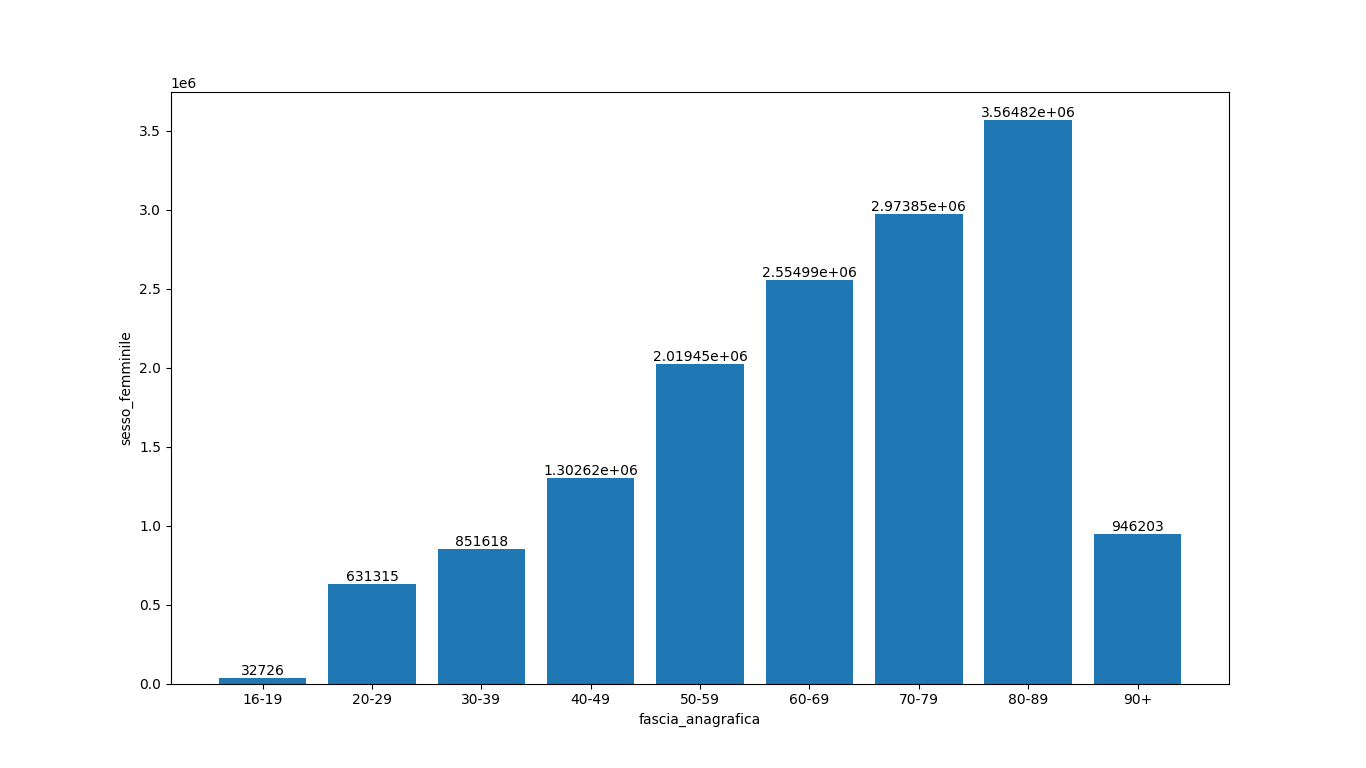 1e6
3.5
3.0
2.5
2.0
1.5
1.0
0.5
0.0
sesso_femminile
32726
631315
851618
1.30262e+06
2.01945e+06
2.55499e+06
2.97385e+06
3.56482e+06
946203
16-19 20-29 30-39 40-49 50-59 60-69 70-79 80-89 90+
fascia_anagrafica